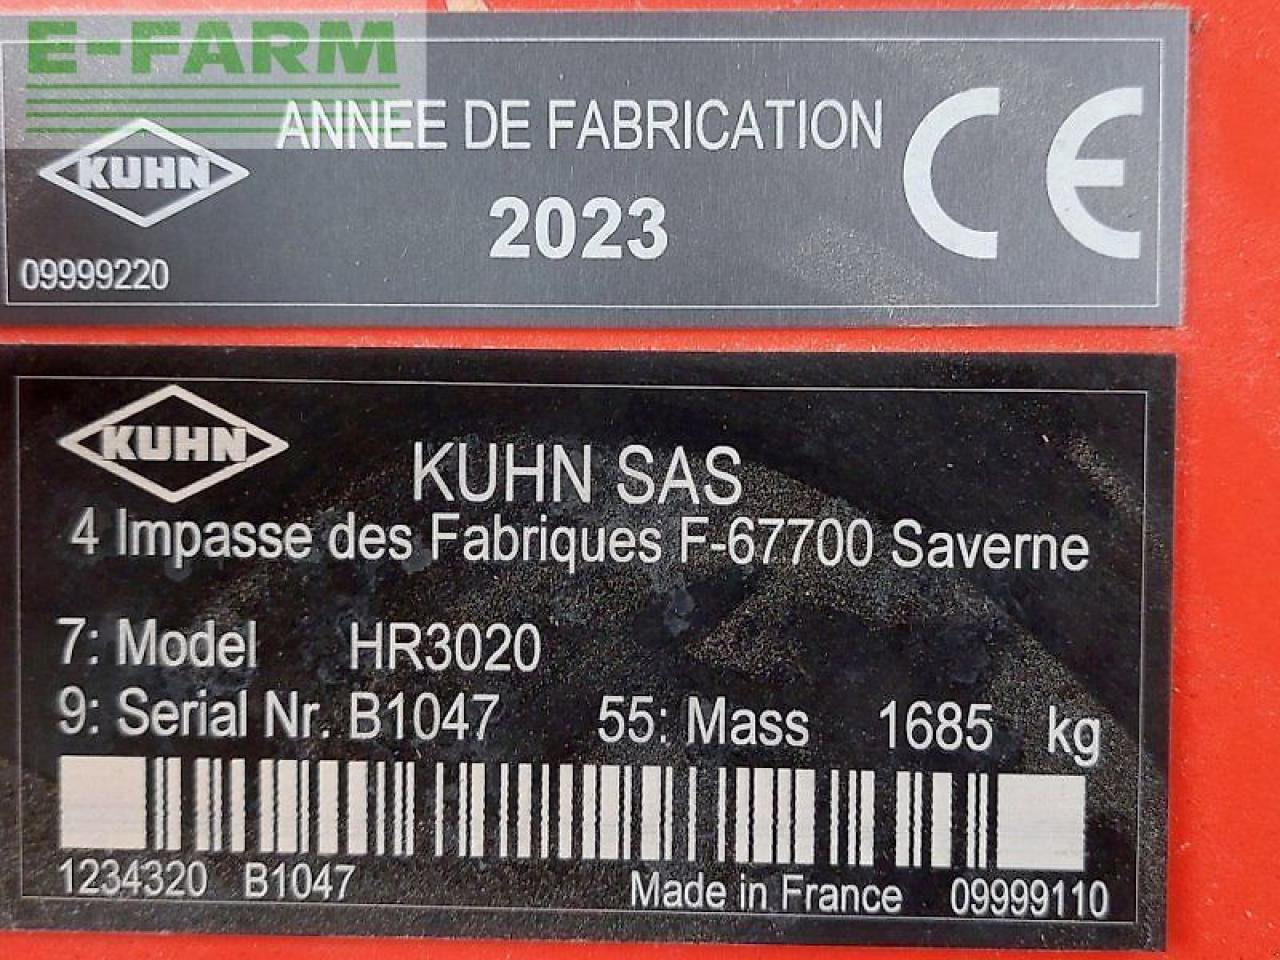 E-FARM
ANNEE DE FABRICATION
KUHN
2023
CE
09999220
KUHN
KUHN SAS
4 Impasse des Fabriques F-67700 Saverne
7: Model HR3020
9: Serial Nr. B1047 55: Mass 1685 kg
1234320 B1047 Made in France 09999110